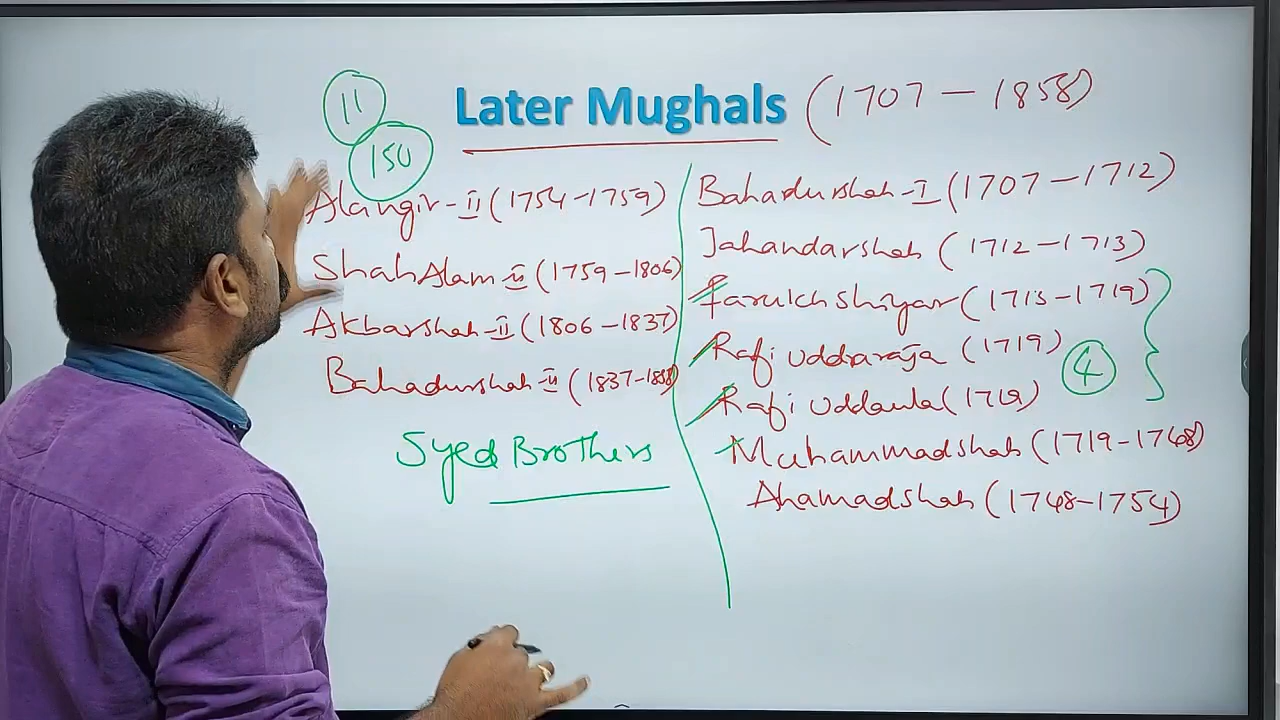 Later Mughals (1707 - 1858)
11
150
Alamgir - II (1754-1759)
Shah Alam - II (1759 - 1806)
Akbarshah - II (1806 - 1837)
Bahadurshah - II (1837-1858)
Syed Brothers
Bahadurshah - I (1707 - 1712)
Jahandarshah (1712 - 1713)
Farukhshiyar (1713 - 1719)
Rafi uddaraja (1719)
Rafi uddaula (1719)
4
Muhammadshah (1719 - 1748)
Ahamadshah (1748-1754)